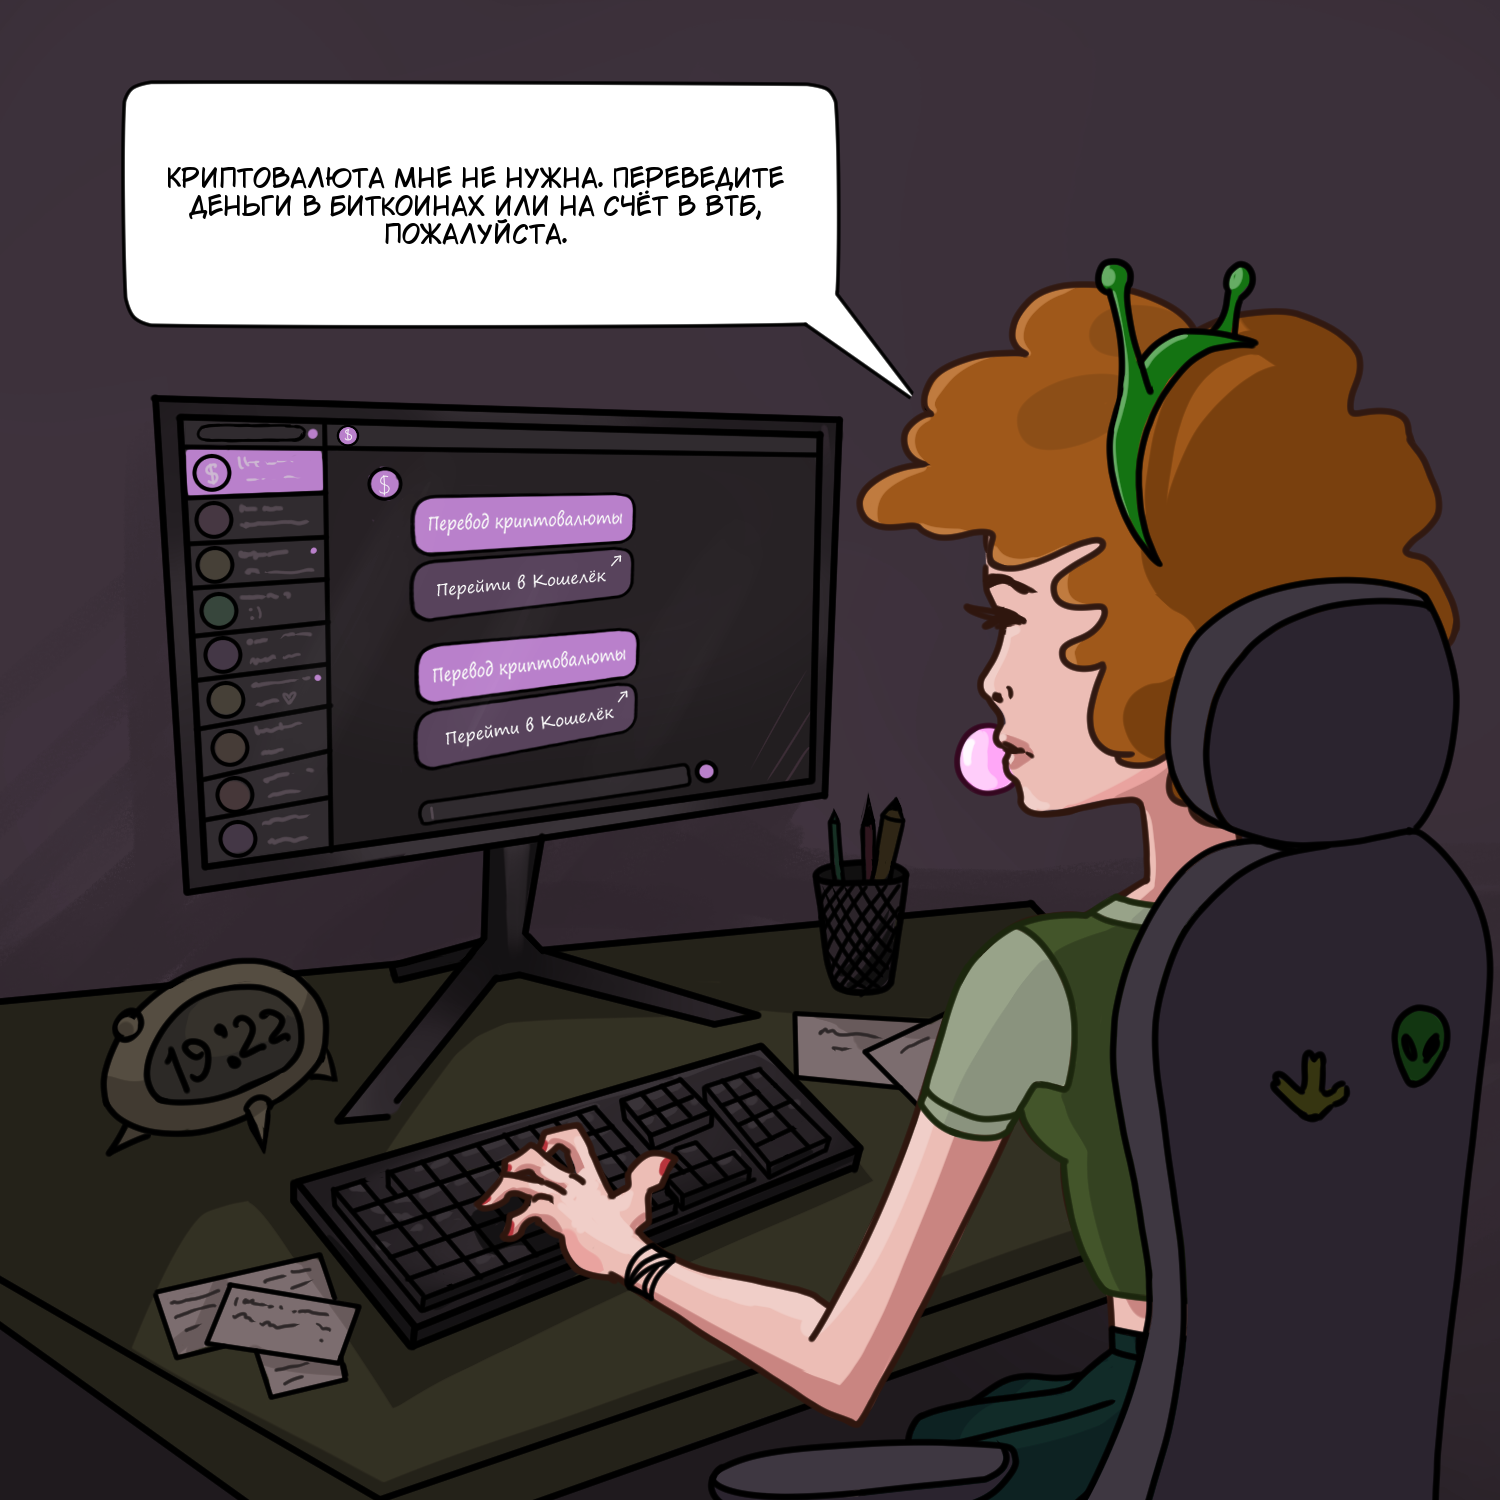 КРИПТОВАЛЮТА МНЕ НЕ НУЖНА. ПЕРЕВЕДИТЕ
ДЕНЬГИ В БИТКОИНАХ ИЛИ НА СЧЁТ В ВТБ,
ПОЖАЛУЙСТА.
$
$
$
:)
Перевод криптовалюты
Перейти в Кошелёк
Перевод криптовалюты
Перейти в Кошелёк
19:22